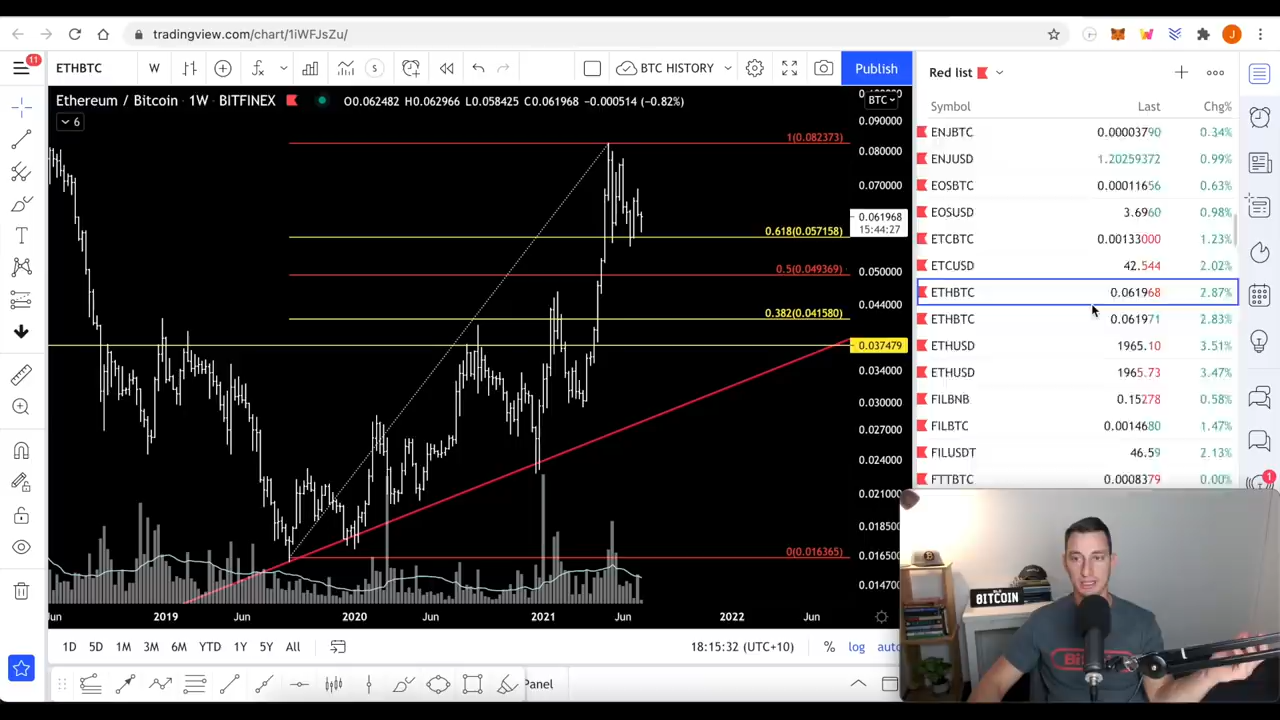 tradingview.com/chart/1iWFJsZu/
J
11
ETHBTC
W
S
BTC HISTORY
Publish
Red list
Ethereum / Bitcoin · 1W · BITFINEX
O0.062482 H0.062966 L0.058425 C0.061968 -0.000514 (-0.82%)
6
BTC
0.090000
0.080000
0.070000
0.061968
15:44:27
0.050000
0.044000
0.037479
0.034000
0.030000
0.027000
0.024000
0.021000
0.018500
0.016500
0.014700
1(0.082373)
0.618(0.057158)
0.5(0.049369)
0.382(0.041580)
0(0.016365)
Jun
2019
Jun
2020
Jun
2021
Jun
2022
Jun
1D 5D 1M 3M 6M YTD 1Y 5Y All
18:15:32 (UTC+10)
% log auto
Panel
Symbol Last Chg%
ENJBTC 0.00003790 0.34%
ENJUSD 1.20259372 0.99%
EOSBTC 0.00011656 0.63%
EOSUSD 3.6960 0.98%
ETCBTC 0.00133000 1.23%
ETCUSD 42.544 2.02%
ETHBTC 0.061968 2.87%
ETHBTC 0.061971 2.83%
ETHUSD 1965.10 3.51%
ETHUSD 1965.73 3.47%
FILBNB 0.15278 0.58%
FILBTC 0.0014680 1.47%
FILUSDT 46.59 2.13%
FTTBTC 0.0008379 0.00%
1
BITCOIN